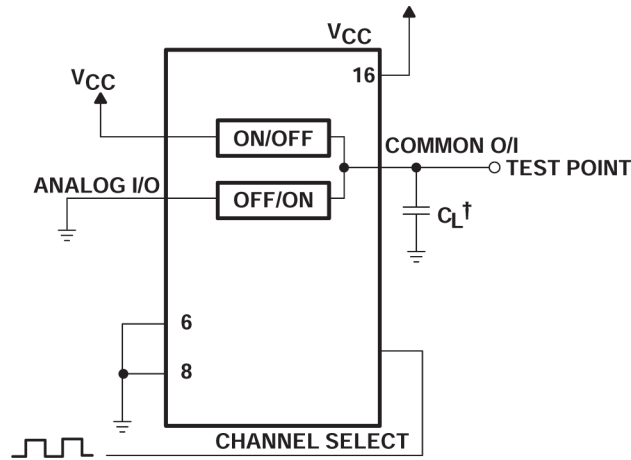 VCC
16
VCC
ON/OFF
COMMON O/I
TEST POINT
ANALOG I/O
OFF/ON
CL†
6
8
CHANNEL SELECT